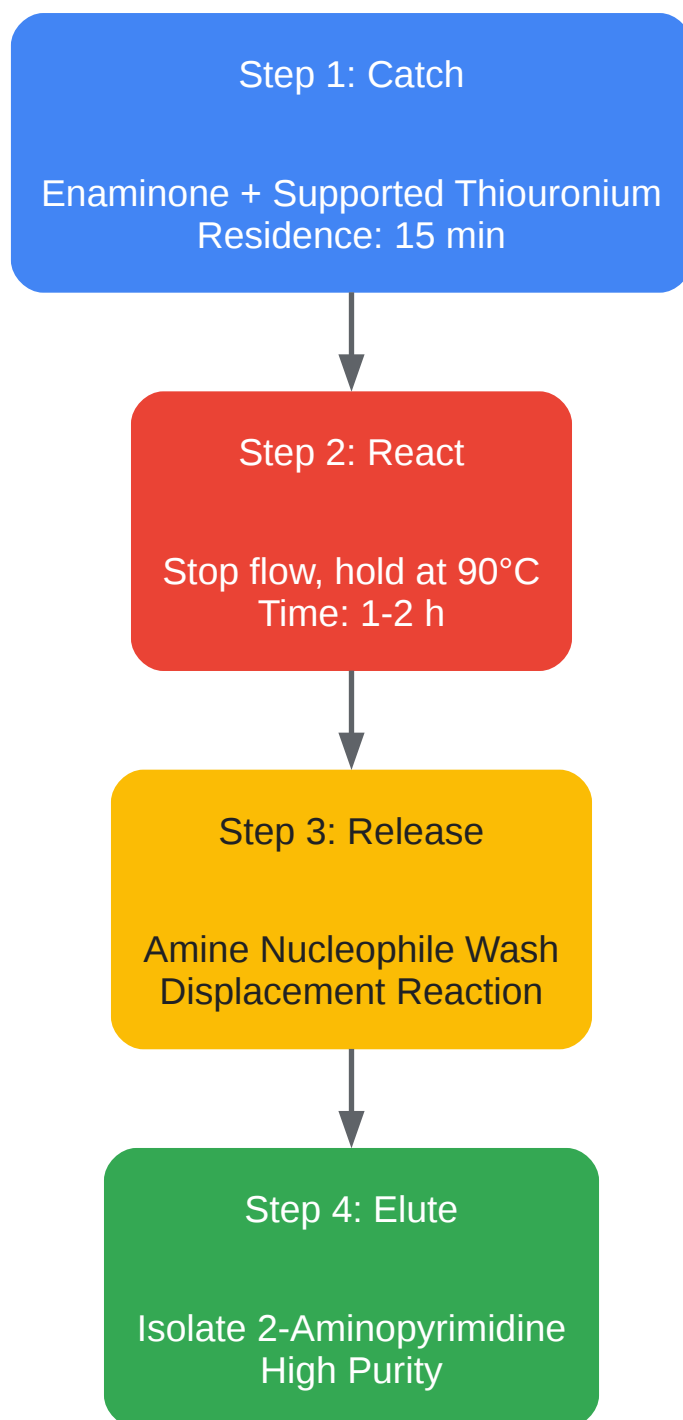 Step 1: Catch
Enaminone + Supported Thiouronium
Residence: 15 min
Step 2: React
Stop flow, hold at 90°C
Time: 1-2 h
Step 3: Release
Amine Nucleophile Wash
Displacement Reaction
Step 4: Elute
Isolate 2-Aminopyrimidine
High Purity